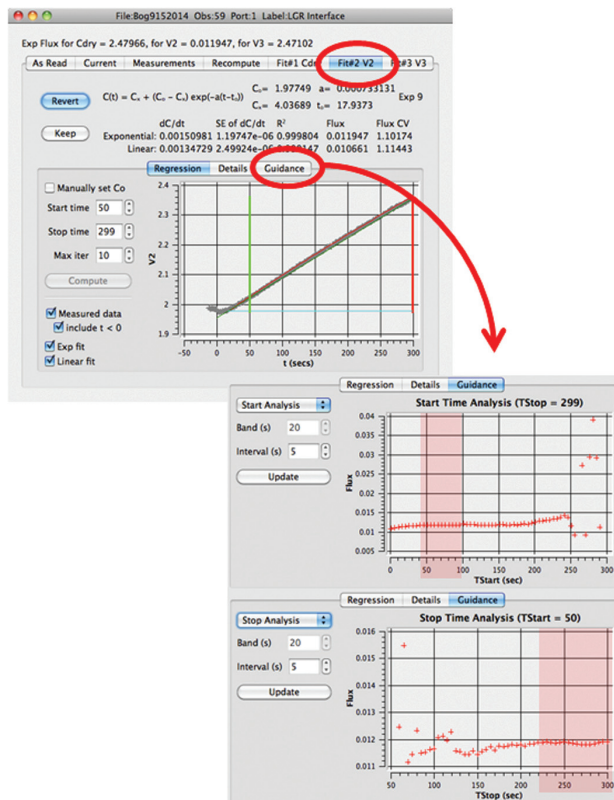 File:Bog9152014 Obs:59 Port:1 Label:LGR Interface
Exp Flux for Cdry = 2.47966, for V2 = 0.011947, for V3 = 2.47102
As Read Current Measurements Recompute Fit#1 Cdry Fit#2 V2 Fit#3 V3
Revert
C(t) = Cₓ + (C₀ - Cₓ) exp(-a(t-t₀))
C₀= 1.97749 a= 0.000733131
Cₓ= 4.03689 t₀= 17.9373
Exp 9
Keep
dC/dt SE of dC/dt R² Flux Flux CV
Exponential: 0.00150981 1.19747e-06 0.999804 0.011947 1.10174
Linear: 0.00134729 2.49924e-06 0.010661 1.11443
Regression Details Guidance
Manually set Co
Start time 50
Stop time 299
Max iter 10
Compute
Measured data
include t < 0
Exp fit
Linear fit
2.4
2.3
2.2
2.1
2
1.9
V2
-50 0 50 100 150 200 250 300
t (secs)
Regression Details Guidance
Start Analysis
Band (s) 20
Interval (s) 5
Update
Start Time Analysis (TStop = 299)
0.04
0.035
0.03
0.025
0.02
0.015
0.01
0.005
Flux
0 50 100 150 200 250 300
TStart (sec)
Regression Details Guidance
Stop Analysis
Band (s) 20
Interval (s) 5
Update
Stop Time Analysis (TStart = 50)
0.016
0.015
0.014
0.013
0.012
0.011
Flux
50 100 150 200 250 300
TStop (sec)